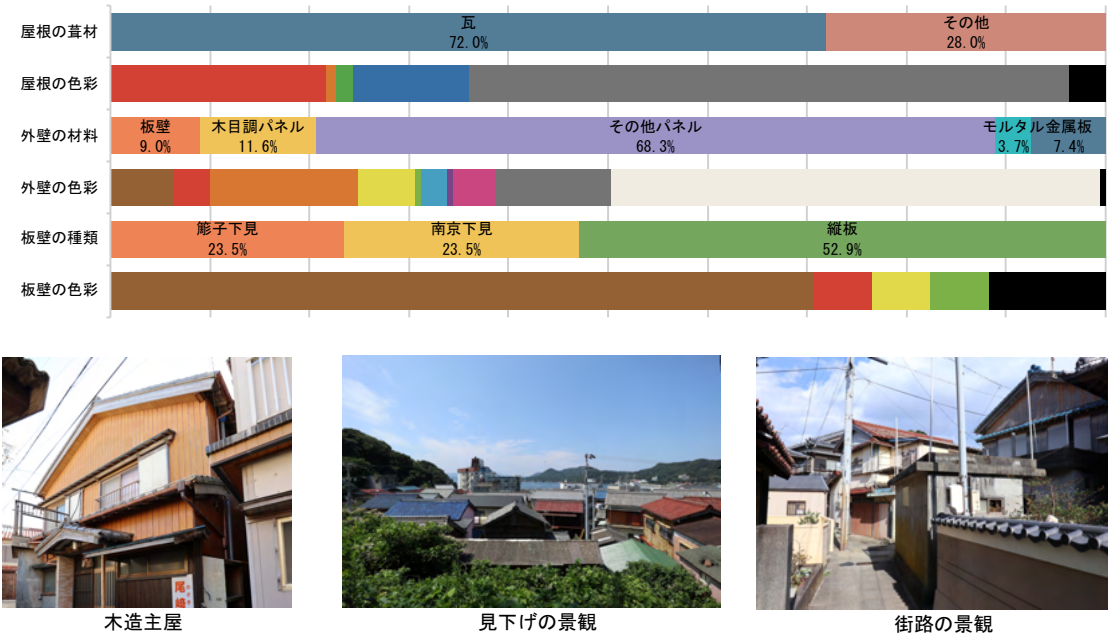 屋根の葺材
瓦
72.0%
その他
28.0%
屋根の色彩
外壁の材料
板壁
9.0%
木目調パネル
11.6%
その他パネル
68.3%
モルタル
3.7%
金属板
7.4%
外壁の色彩
板壁の種類
簓子下見
23.5%
南京下見
23.5%
縦板
52.9%
板壁の色彩
木造主屋
見下げの景観
街路の景観